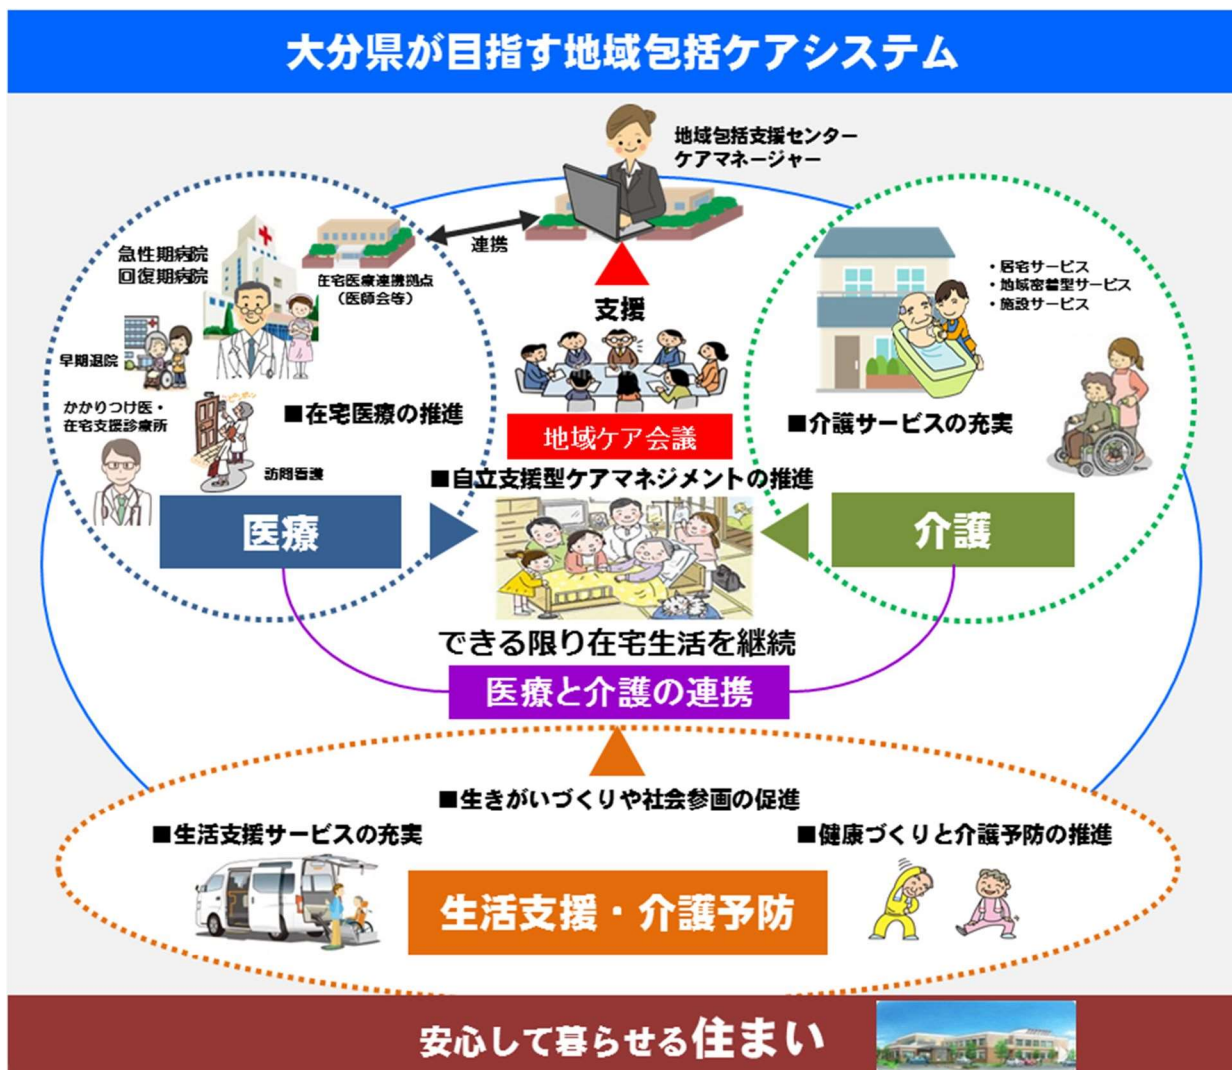 大分県が目指す地域包括ケアシステム
地域包括支援センター
ケアマネージャー
連携
急性期病院
回復期病院
在宅医療連携拠点
（医師会等）
早期退院
かかりつけ医・
在宅支援診療所
訪問看護
■在宅医療の推進
医療
支援
地域ケア会議
■自立支援型ケアマネジメントの推進
・居宅サービス
・地域密着型サービス
・施設サービス
■介護サービスの充実
介護
できる限り在宅生活を継続
医療と介護の連携
■生きがいづくりや社会参画の促進
■生活支援サービスの充実
■健康づくりと介護予防の推進
生活支援・介護予防
安心して暮らせる住まい